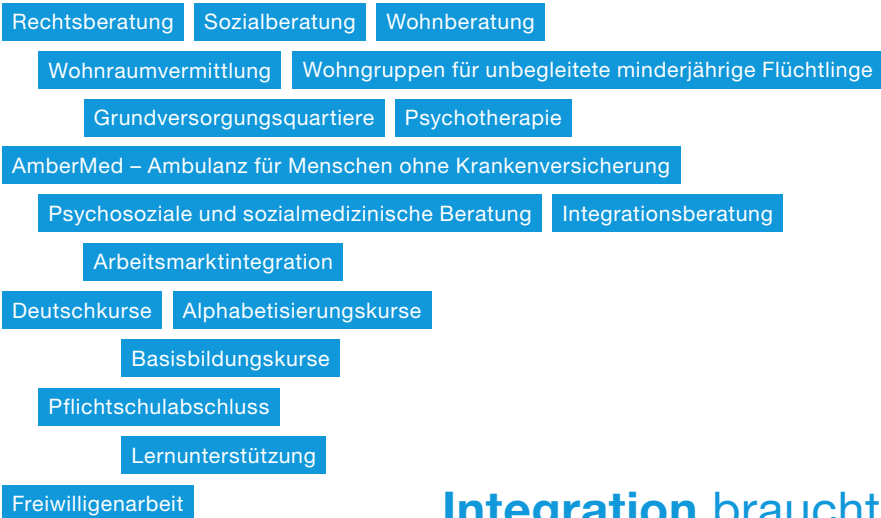 Rechtsberatung Sozialberatung Wohnberatung
Wohnraumvermittlung Wohngruppen für unbegleitete minderjährige Flüchtlinge
Grundversorgungsquartiere Psychotherapie
AmberMed – Ambulanz für Menschen ohne Krankenversicherung
Psychosoziale und sozialmedizinische Beratung Integrationsberatung
Arbeitsmarktintegration
Deutschkurse Alphabetisierungskurse
Basisbildungskurse
Pflichtschulabschluss
Lernunterstützung
Freiwilligenarbeit
Integration braucht